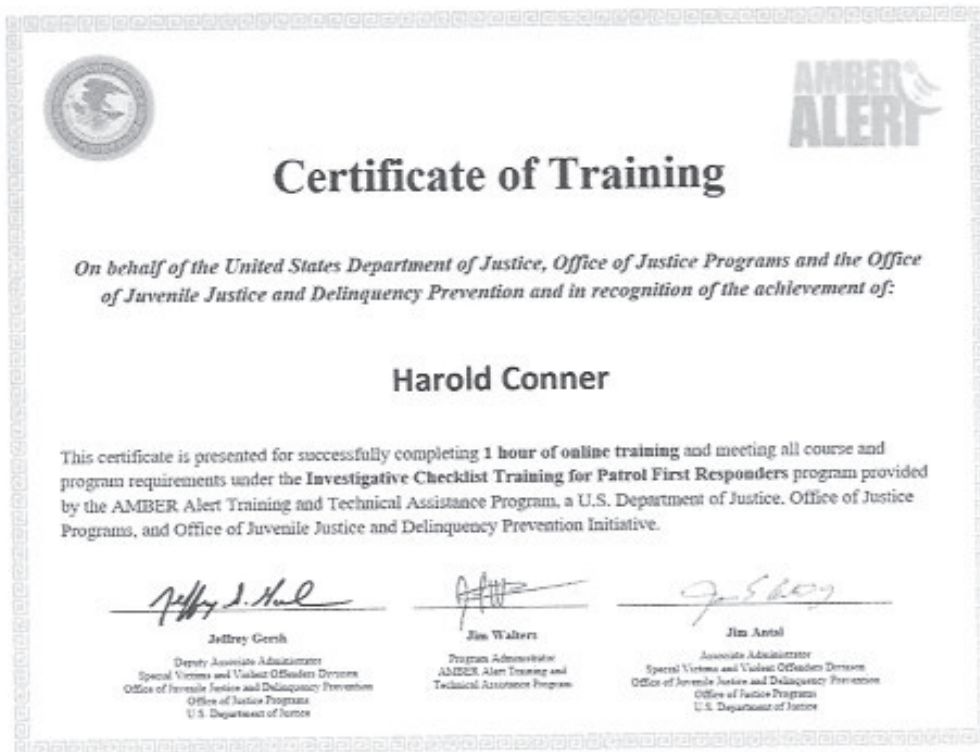 AMBER
ALERT
Certificate of Training
On behalf of the United States Department of Justice, Office of Justice Programs and the Office
of Juvenile Justice and Delinquency Prevention and in recognition of the achievement of:
Harold Conner
This certificate is presented for successfully completing 1 hour of online training and meeting all course and
program requirements under the Investigative Checklist Training for Patrol First Responders program provided
by the AMBER Alert Training and Technical Assistance Program, a U.S. Department of Justice, Office of Justice
Programs, and Office of Juvenile Justice and Delinquency Prevention Initiative.
Jeffrey Gersh
Deputy Associate Administrator
Special Victims and Violent Offenders Division
Office of Juvenile Justice and Delinquency Prevention
Office of Justice Programs
U.S. Department of Justice
Jim Walters
Program Administrator
AMBER Alert Training and
Technical Assistance Program
Jim Antal
Associate Administrator
Special Victims and Violent Offenders Division
Office of Juvenile Justice and Delinquency Prevention
Office of Justice Programs
U.S. Department of Justice